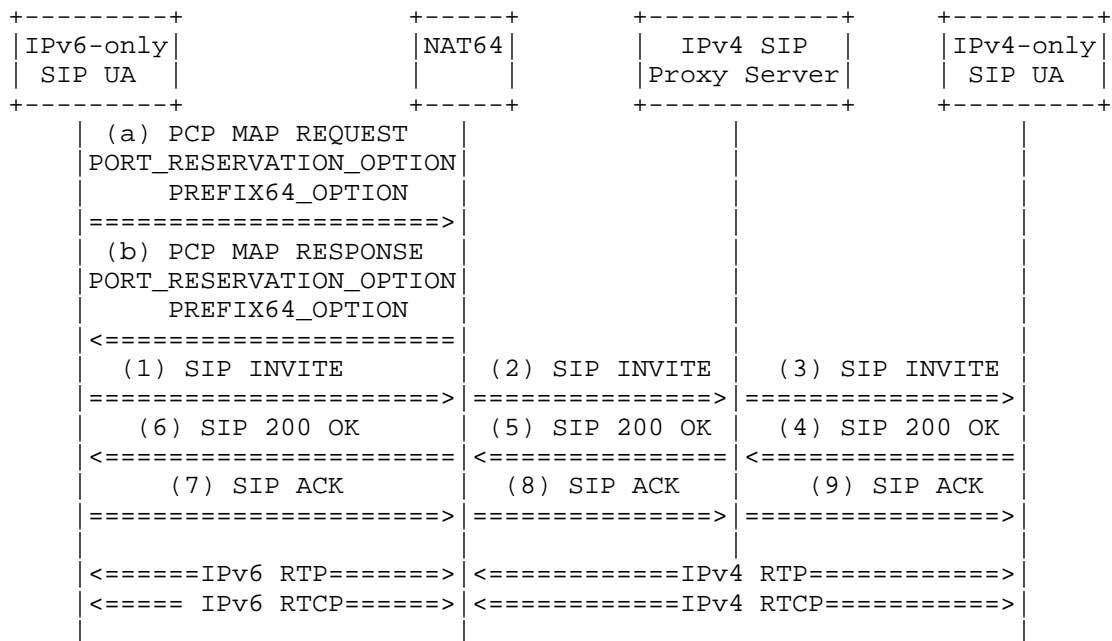 IPv6-only NAT64 IPv4 SIP IPv4-only
SIP UA Proxy Server SIP UA
(a) PCP MAP REQUEST
PORT_RESERVATION_OPTION
PREFIX64_OPTION
(b) PCP MAP RESPONSE
PORT_RESERVATION_OPTION
PREFIX64_OPTION
(1) SIP INVITE (2) SIP INVITE (3) SIP INVITE
(6) SIP 200 OK (5) SIP 200 OK (4) SIP 200 OK
(7) SIP ACK (8) SIP ACK (9) SIP ACK
IPv6 RTP IPv4 RTP
IPv6 RTCP IPv4 RTCP